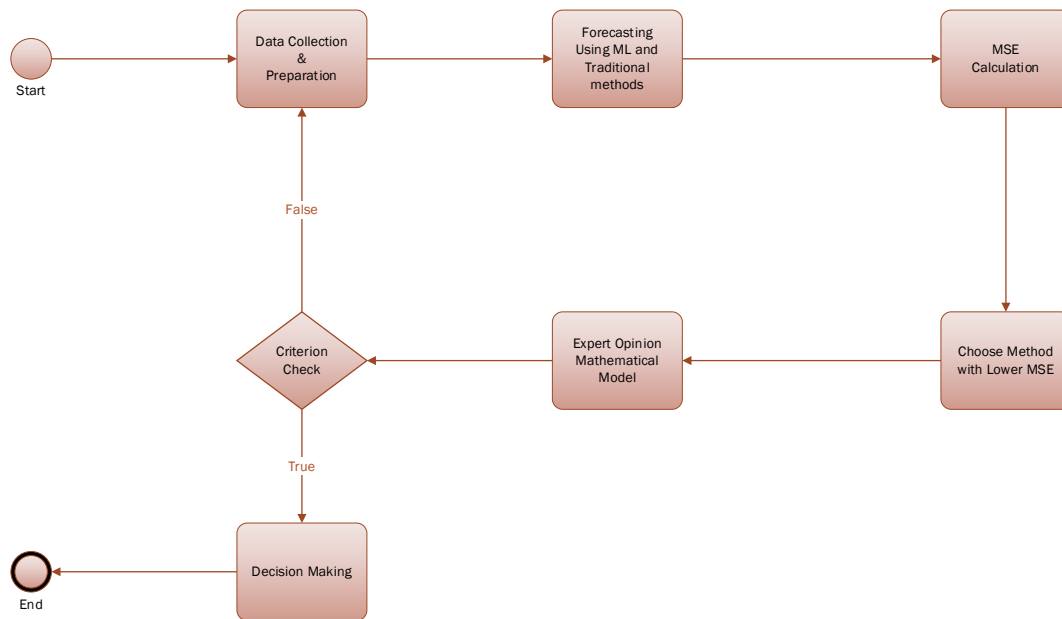 Start
Data Collection
&
Preparation
Forecasting
Using ML and
Traditional
methods
MSE
Calculation
False
Criterion
Check
Expert Opinion
Mathematical
Model
Choose Method
with Lower MSE
True
Decision Making
End